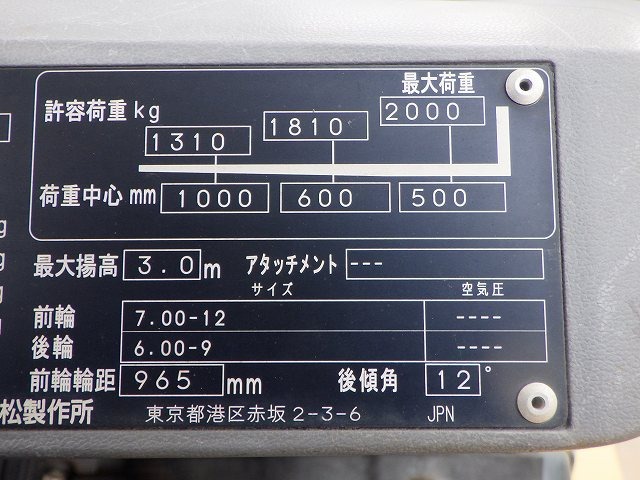 最大荷重
許容荷重 kg
1310 1810 2000
荷重中心 mm 1000 600 500
最大揚高 3.0 m アタッチメント ---
サイズ 空気圧
前輪 7.00-12 ----
後輪 6.00-9 ----
前輪輪距 965 mm 後傾角 12°
松製作所 東京都港区赤坂 2-3-6 JPN